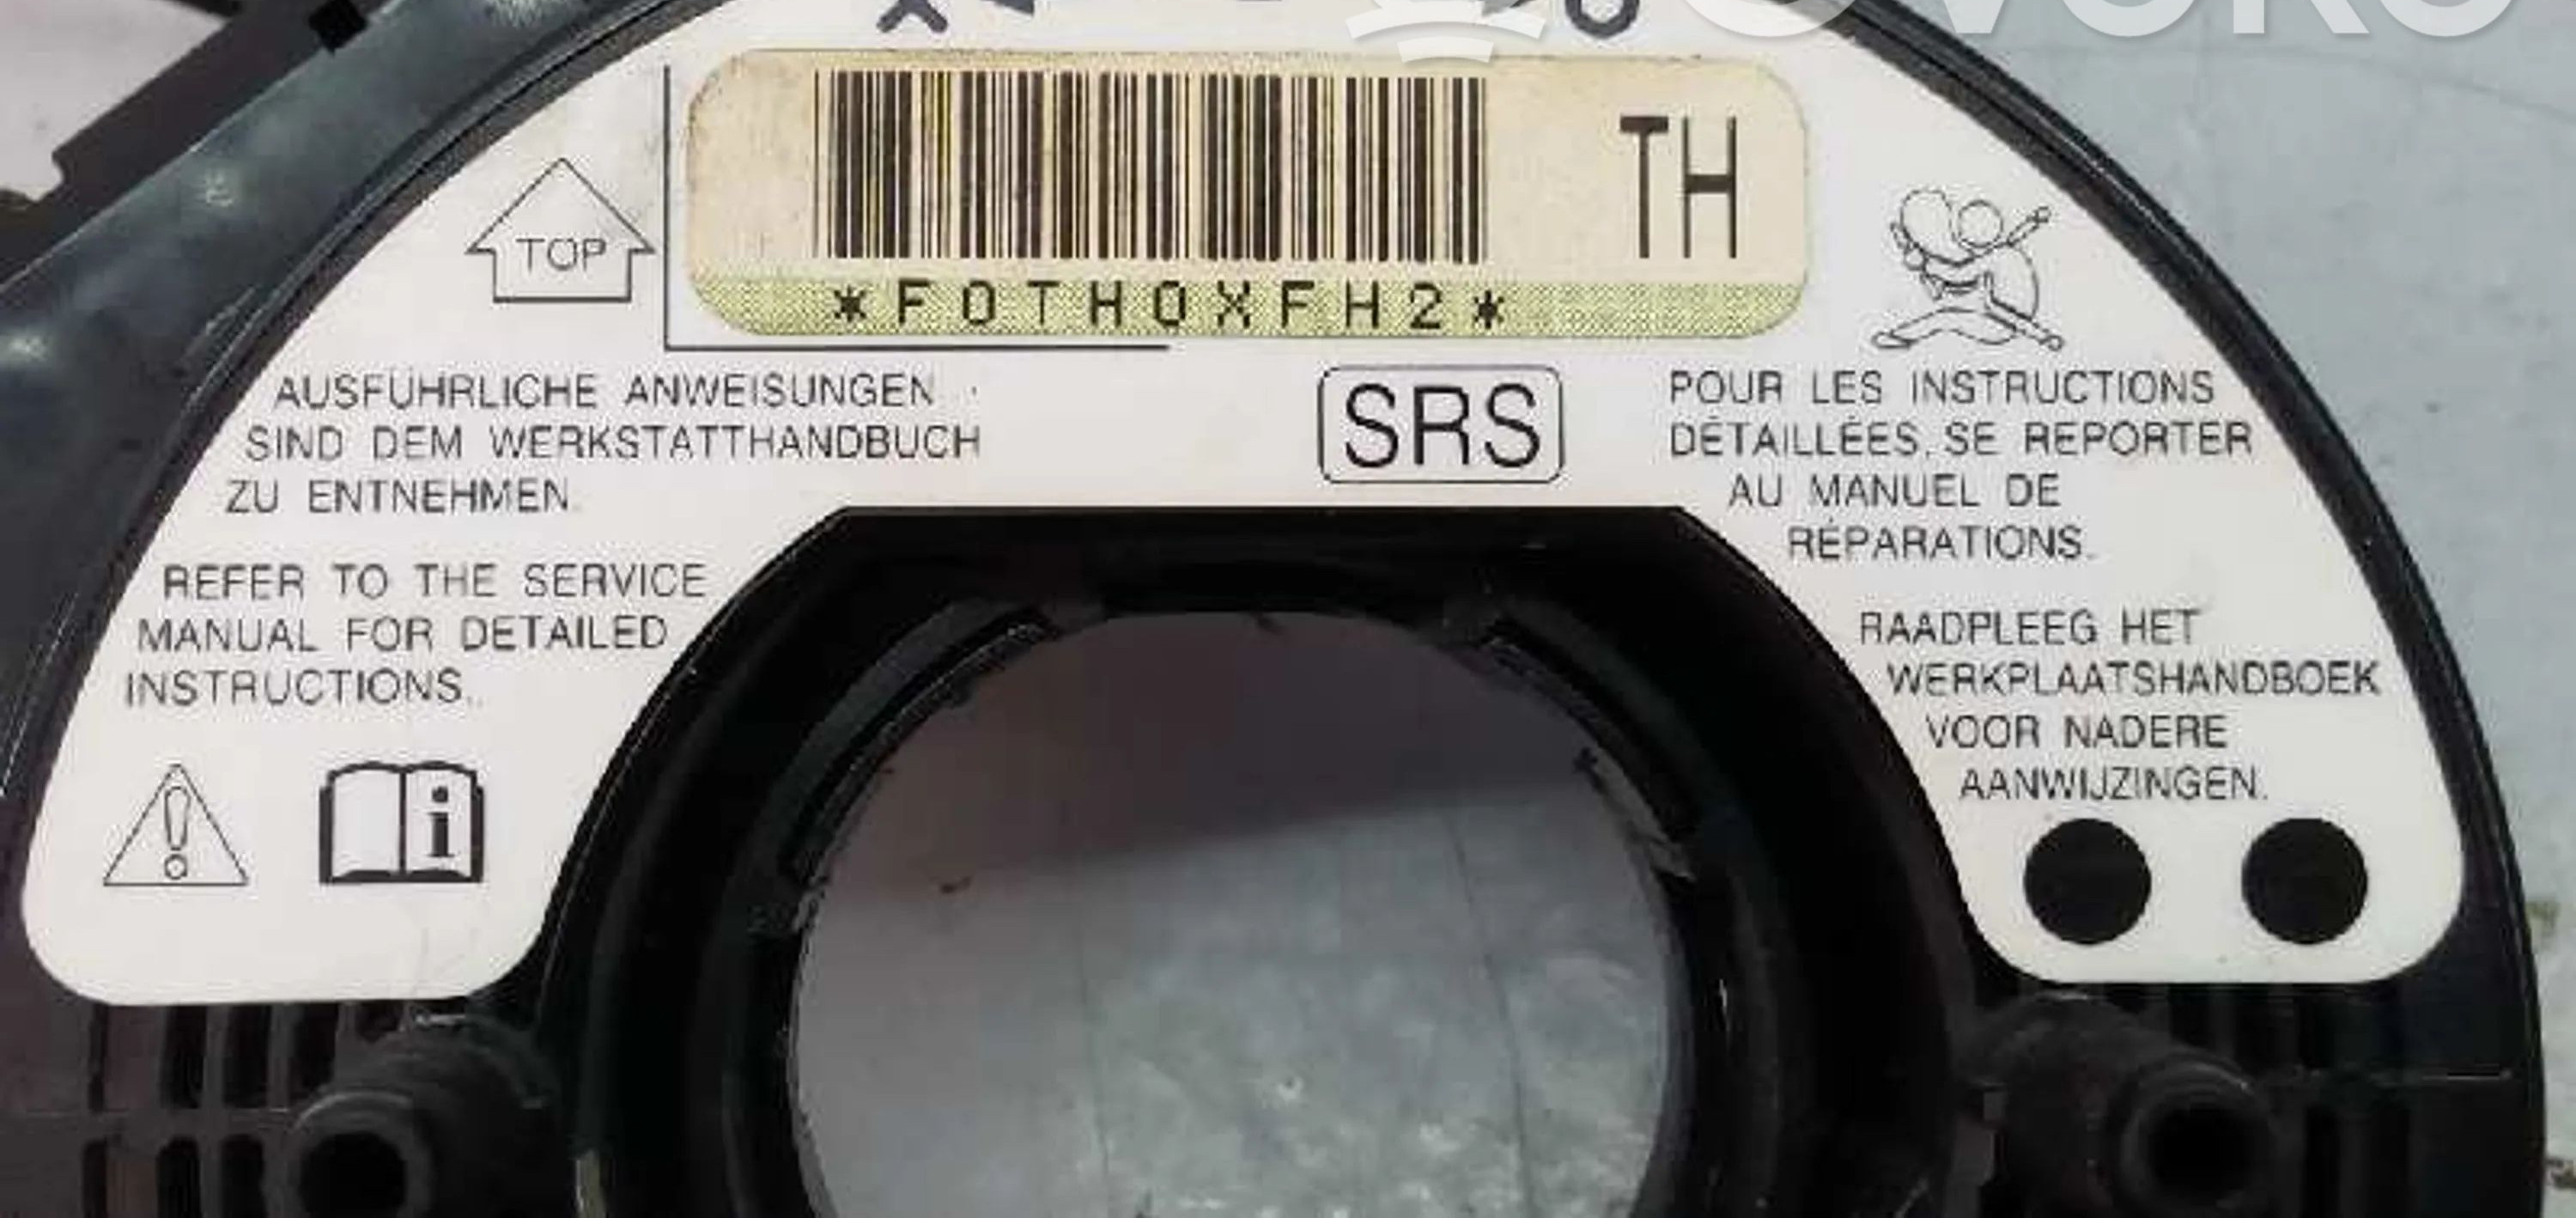 TH
*F0TH0XFH2*
TOP
AUSFÜHRLICHE ANWEISUNGEN
SIND DEM WERKSTATTHANDBUCH
ZU ENTNEHMEN.
REFER TO THE SERVICE
MANUAL FOR DETAILED
INSTRUCTIONS.
i
SRS
POUR LES INSTRUCTIONS
DÉTAILLÉES, SE REPORTER
AU MANUEL DE
RÉPARATIONS.
RAADPLEEG HET
WERKPLAATSHANDBOEK
VOOR NADERE
AANWIJZINGEN.